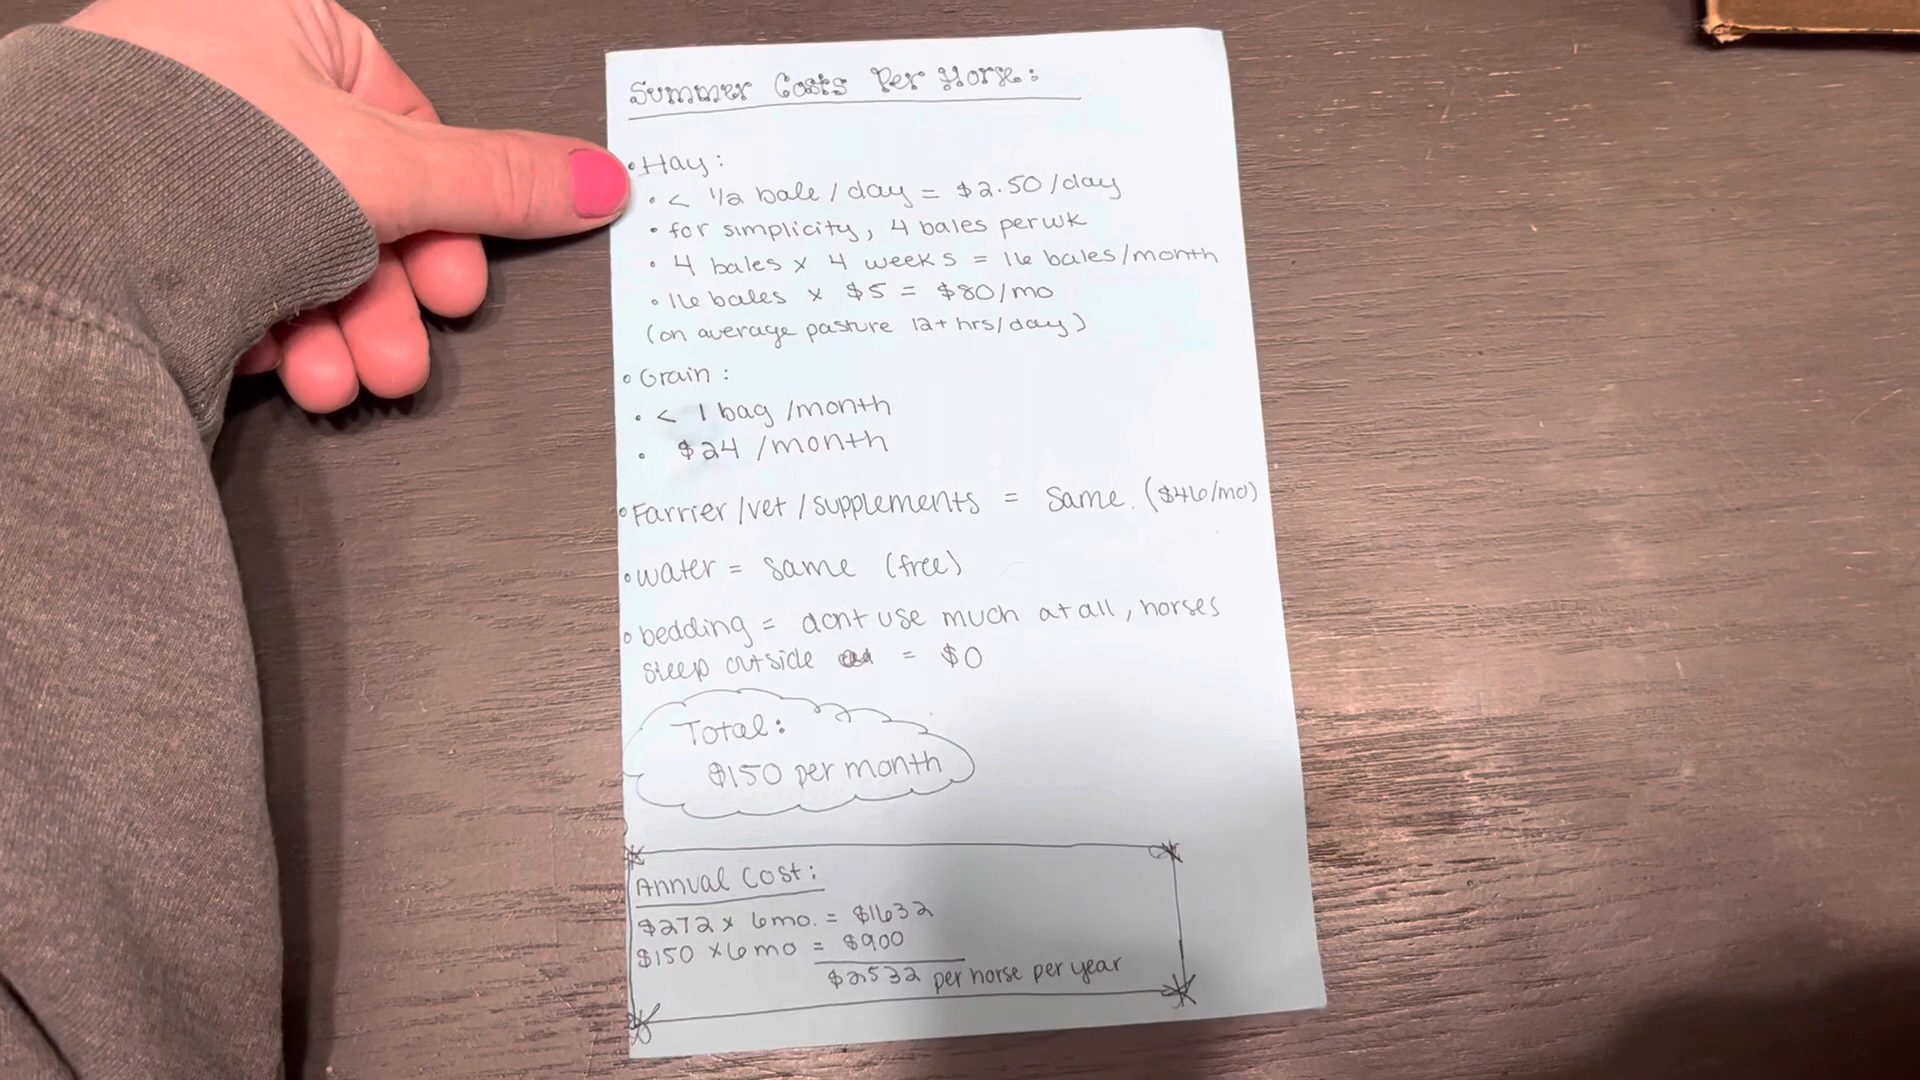 Summer Costs Per Horse:
• Hay:
• < 1/2 bale / day = $2.50 /day
• for simplicity, 4 bales per wk
• 4 bales x 4 weeks = 16 bales/month
• 16 bales x $5 = $80/mo
(on average pasture 12+ hrs/day)
• Grain:
• < 1 bag /month
• $24 /month
• Farrier /vet /supplements = same. ($46/mo)
• water = same (free)
• bedding = dont use much at all, horses
sleep outside = $0
Total:
$150 per month
Annual Cost:
$272 x 6 mo. = $1632
$150 x 6 mo = $900
$2532 per horse per year